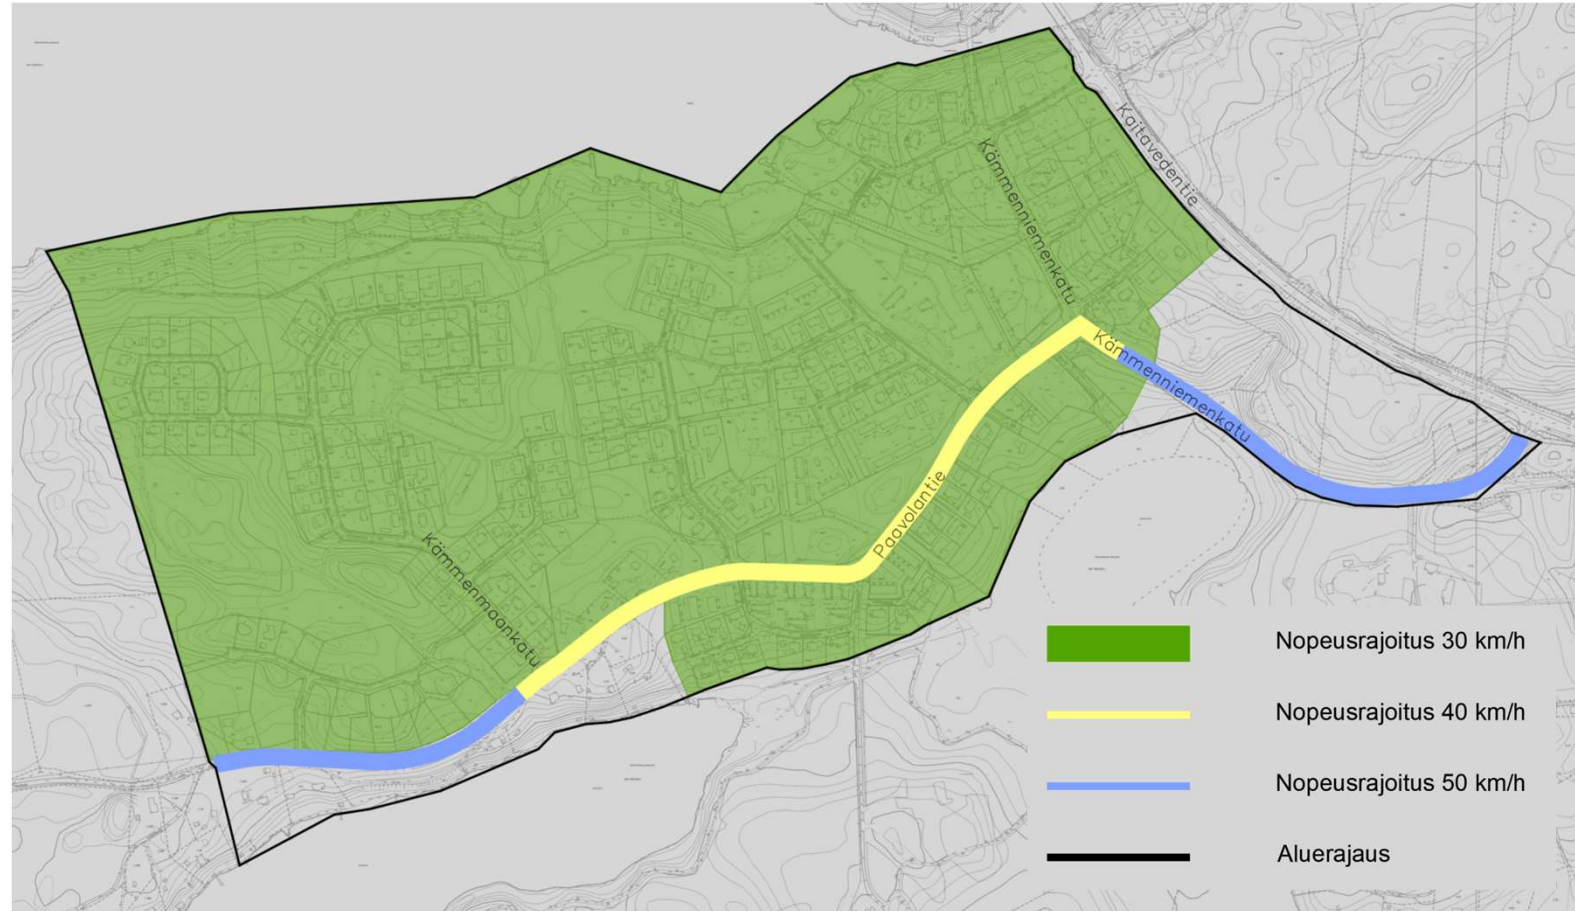 Kaitavedentie
Kämmenniemenkatu
Kämmenniemenkatu
Paavolantie
Kämmenmaankatu
Nopeusrajoitus 30 km/h
Nopeusrajoitus 40 km/h
Nopeusrajoitus 50 km/h
Aluerajaus